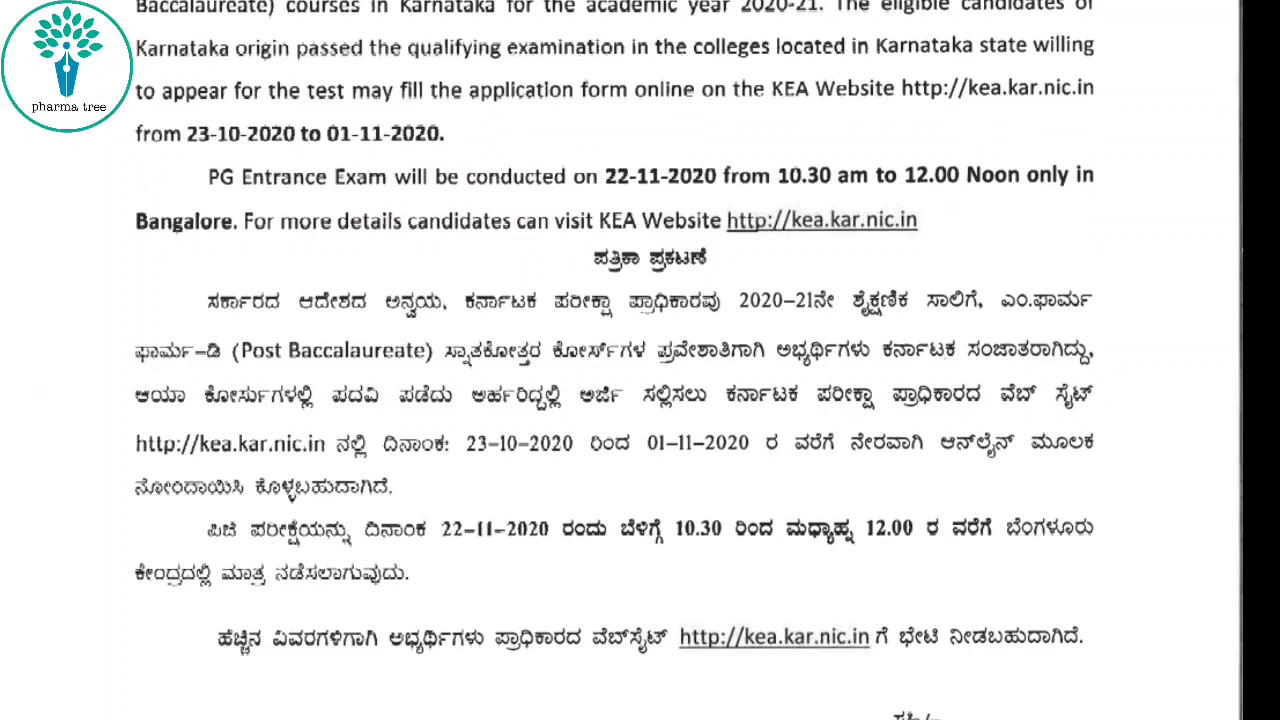 Baccalaureate) courses in Karnataka for the academic year 2020-21. The eligible candidates of
Karnataka origin passed the qualifying examination in the colleges located in Karnataka state willing
to appear for the test may fill the application form online on the KEA Website http://kea.kar.nic.in
from 23-10-2020 to 01-11-2020.
pharma tree
PG Entrance Exam will be conducted on 22-11-2020 from 10.30 am to 12.00 Noon only in
Bangalore. For more details candidates can visit KEA Website http://kea.kar.nic.in
ಪತ್ರಿಕಾ ಪ್ರಕಟಣೆ
ಸರ್ಕಾರದ ಆದೇಶದ ಅನ್ವಯ, ಕರ್ನಾಟಕ ಪರೀಕ್ಷಾ ಪ್ರಾಧಿಕಾರವು 2020–21ನೇ ಶೈಕ್ಷಣಿಕ ಸಾಲಿಗೆ, ಎಂ.ಫಾರ್ಮ
ಫಾರ್ಮ–ಡಿ (Post Baccalaureate) ಸ್ನಾತಕೋತ್ತರ ಕೋರ್ಸ್‌ಗಳ ಪ್ರವೇಶಾತಿಗಾಗಿ ಅಭ್ಯರ್ಥಿಗಳು ಕರ್ನಾಟಕ ಸಂಜಾತರಾಗಿದ್ದು,
ಆಯಾ ಕೋರ್ಸುಗಳಲ್ಲಿ ಪದವಿ ಪಡೆದು ಅರ್ಹರಿದ್ದಲ್ಲಿ ಅರ್ಜಿ ಸಲ್ಲಿಸಲು ಕರ್ನಾಟಕ ಪರೀಕ್ಷಾ ಪ್ರಾಧಿಕಾರದ ವೆಬ್ ಸೈಟ್
http://kea.kar.nic.in ನಲ್ಲಿ ದಿನಾಂಕ: 23–10–2020 ರಿಂದ 01–11–2020 ರ ವರೆಗೆ ನೇರವಾಗಿ ಆನ್‌ಲೈನ್ ಮೂಲಕ
ನೋಂದಾಯಿಸಿ ಕೊಳ್ಳಬಹುದಾಗಿದೆ.
ಪಿಜಿ ಪರೀಕ್ಷೆಯನ್ನು ದಿನಾಂಕ 22–11–2020 ರಂದು ಬೆಳಿಗ್ಗೆ 10.30 ರಿಂದ ಮಧ್ಯಾಹ್ನ 12.00 ರ ವರೆಗೆ ಬೆಂಗಳೂರು
ಕೇಂದ್ರದಲ್ಲಿ ಮಾತ್ರ ನಡೆಸಲಾಗುವುದು.
ಹೆಚ್ಚಿನ ವಿವರಗಳಿಗಾಗಿ ಅಭ್ಯರ್ಥಿಗಳು ಪ್ರಾಧಿಕಾರದ ವೆಬ್‌ಸೈಟ್ http://kea.kar.nic.in ಗೆ ಭೇಟಿ ನೀಡಬಹುದಾಗಿದೆ.